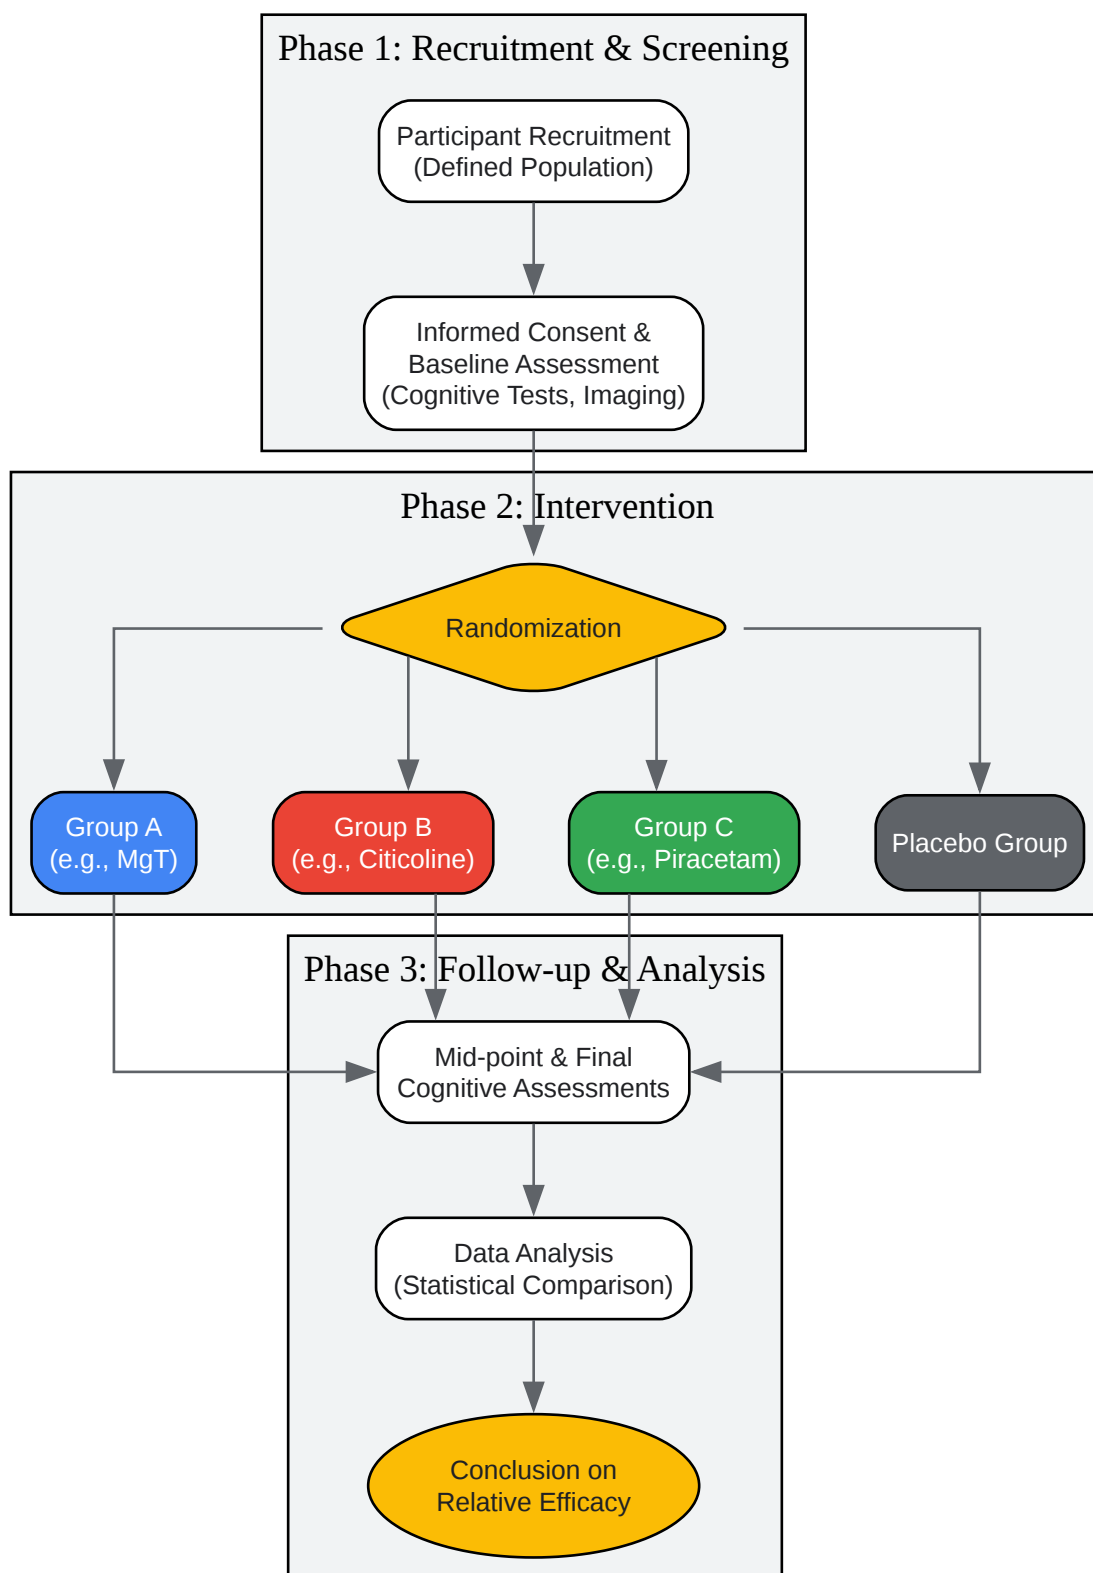 Phase 1: Recruitment & Screening
Participant Recruitment
(Defined Population)
Informed Consent &
Baseline Assessment
(Cognitive Tests, Imaging)
Phase 2: Intervention
Randomization
Group A
(e.g., MgT)
Group B
(e.g., Citicoline)
Group C
(e.g., Piracetam)
Placebo Group
Phase 3: Follow-up & Analysis
Mid-point & Final
Cognitive Assessments
Data Analysis
(Statistical Comparison)
Conclusion on
Relative Efficacy